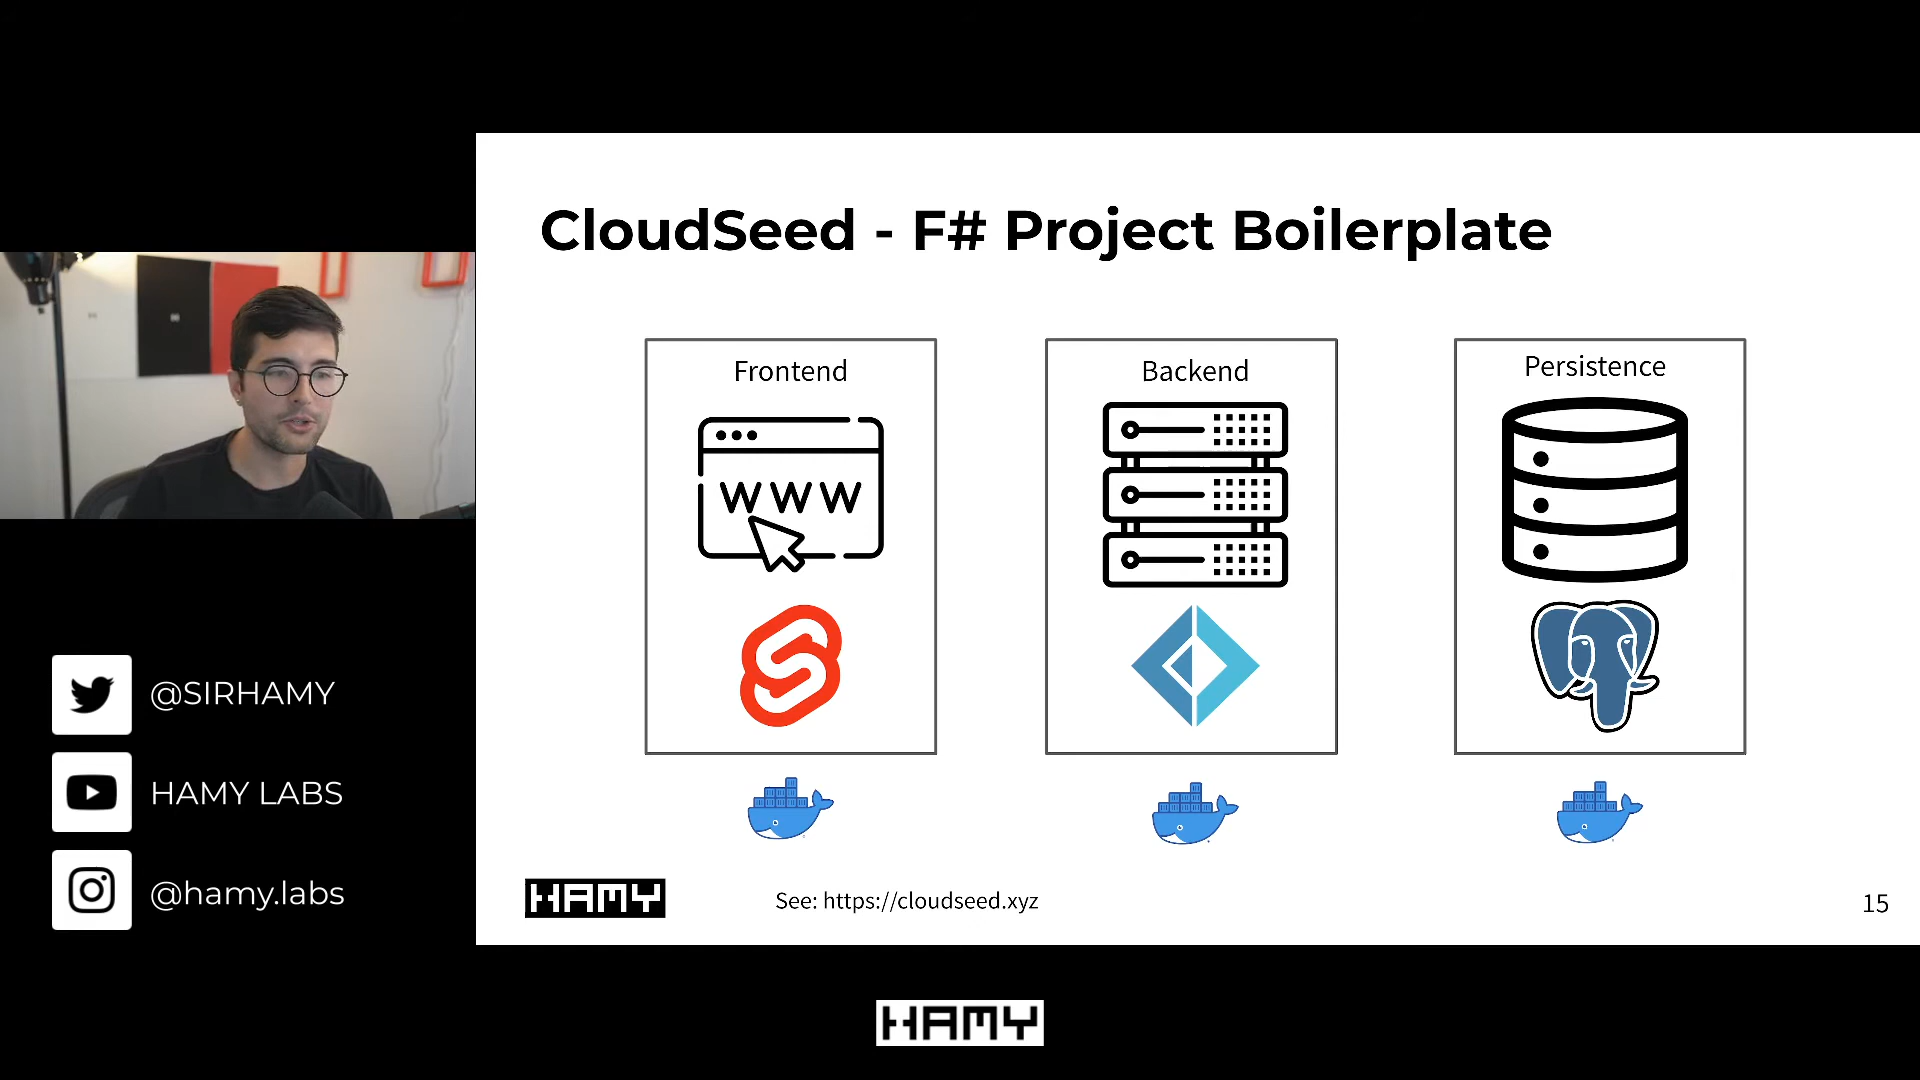 CloudSeed - F# Project Boilerplate
Frontend
WWW
Backend
Persistence
@SIRHAMY
HAMY LABS
@hamy.labs
HAMY
See: https://cloudseed.xyz
15
HAMY